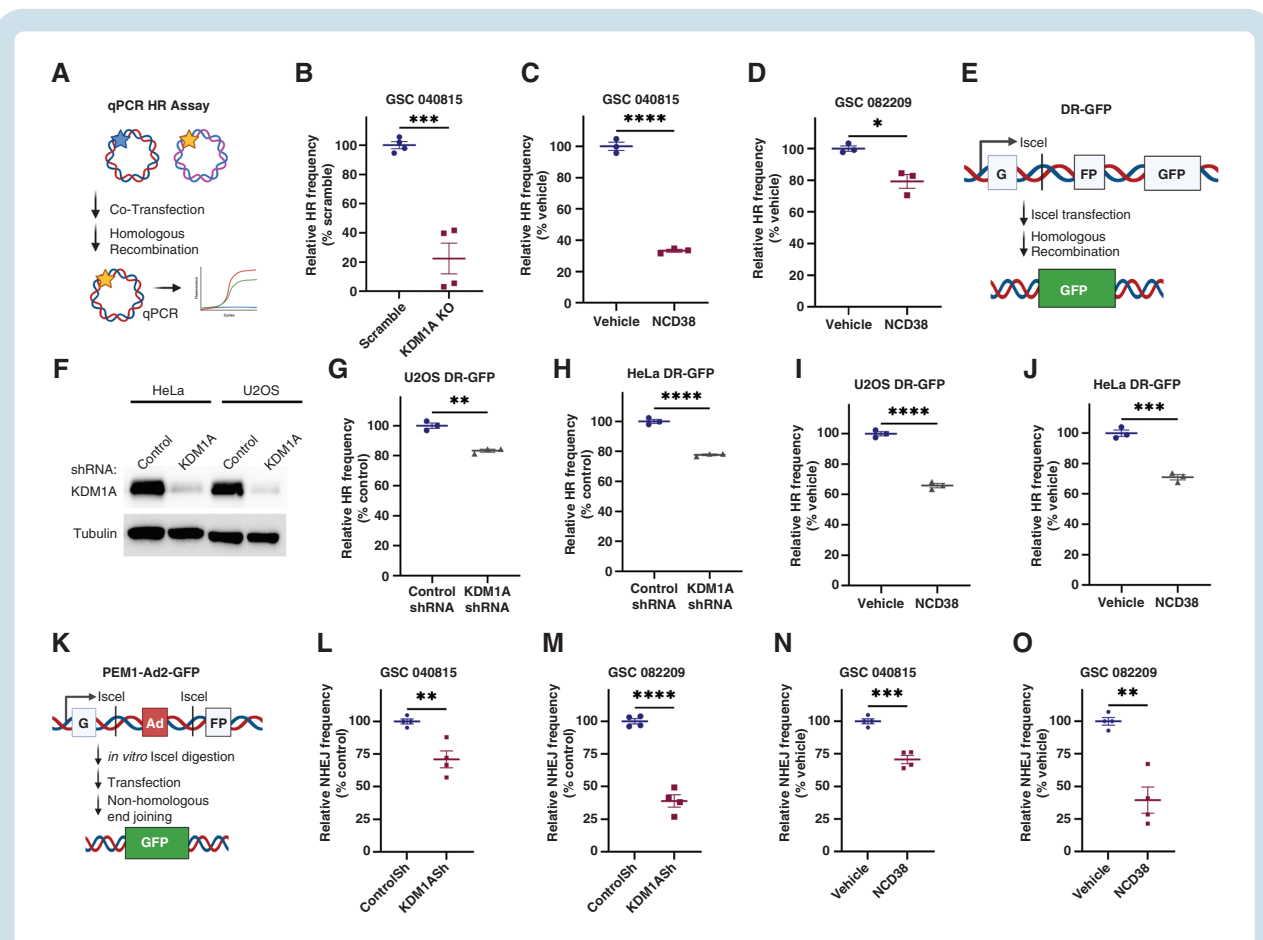 A
qPCR HR Assay
Co-Transfection
Homologous
Recombination
qPCR
Fluorescence
Cycles
B
GSC 040815
***
Relative HR frequency
(% scramble)
100
80
60
40
20
0
Scramble
KDM1A KO
C
GSC 040815
****
Relative HR frequency
(% vehicle)
100
80
60
40
20
0
Vehicle
NCD38
D
GSC 082209
*
Relative HR frequency
(% vehicle)
100
80
60
40
20
0
Vehicle
NCD38
E
DR-GFP
IsceI
G
FP
GFP
IsceI transfection
Homologous
Recombination
GFP
F
HeLa
U2OS
shRNA:
Control
KDM1A
Control
KDM1A
KDM1A
Tubulin
G
U2OS DR-GFP
**
Relative HR frequency
(% control)
100
80
60
40
20
0
Control
shRNA
KDM1A
shRNA
H
HeLa DR-GFP
****
Relative HR frequency
(% control)
100
80
60
40
20
0
Control
shRNA
KDM1A
shRNA
I
U2OS DR-GFP
****
Relative HR frequency
(% vehicle)
100
80
60
40
20
0
Vehicle
NCD38
J
HeLa DR-GFP
***
Relative HR frequency
(% vehicle)
100
80
60
40
20
0
Vehicle
NCD38
K
PEM1-Ad2-GFP
IsceI
IsceI
G
Ad
FP
in vitro IsceI digestion
Transfection
Non-homologous
end joining
GFP
L
GSC 040815
**
Relative NHEJ frequency
(% control)
100
75
50
25
0
ControlSh
KDM1ASh
M
GSC 082209
****
Relative NHEJ frequency
(% control)
100
75
50
25
0
ControlSh
KDM1ASh
N
GSC 040815
***
Relative NHEJ frequency
(% vehicle)
100
75
50
25
0
Vehicle
NCD38
O
GSC 082209
**
Relative NHEJ frequency
(% vehicle)
100
75
50
25
0
Vehicle
NCD38